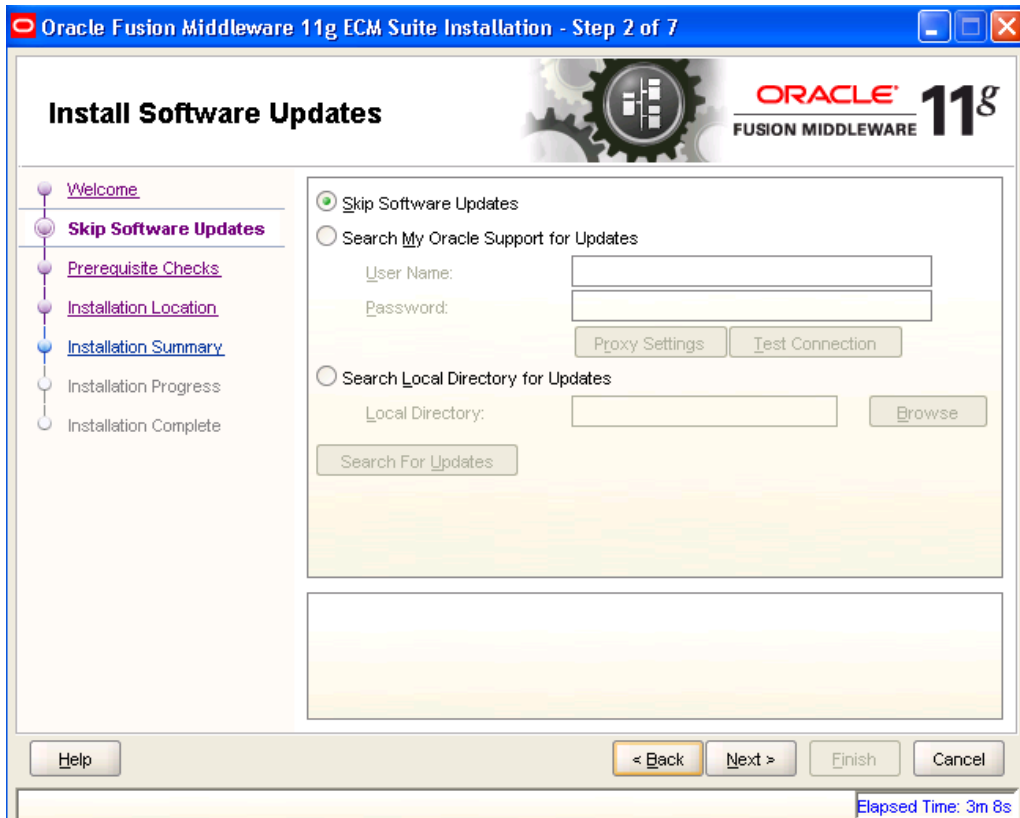 Oracle Fusion Middleware 11g ECM Suite Installation - Step 2 of 7
Install Software Updates
ORACLE
FUSION MIDDLEWARE
11g
Welcome
Skip Software Updates
Prerequisite Checks
Installation Location
Installation Summary
Installation Progress
Installation Complete
Skip Software Updates
Search My Oracle Support for Updates
User Name:
Password:
Proxy Settings
Test Connection
Search Local Directory for Updates
Local Directory:
Browse
Search For Updates
Help
< Back
Next >
Finish
Cancel
Elapsed Time: 3m 8s